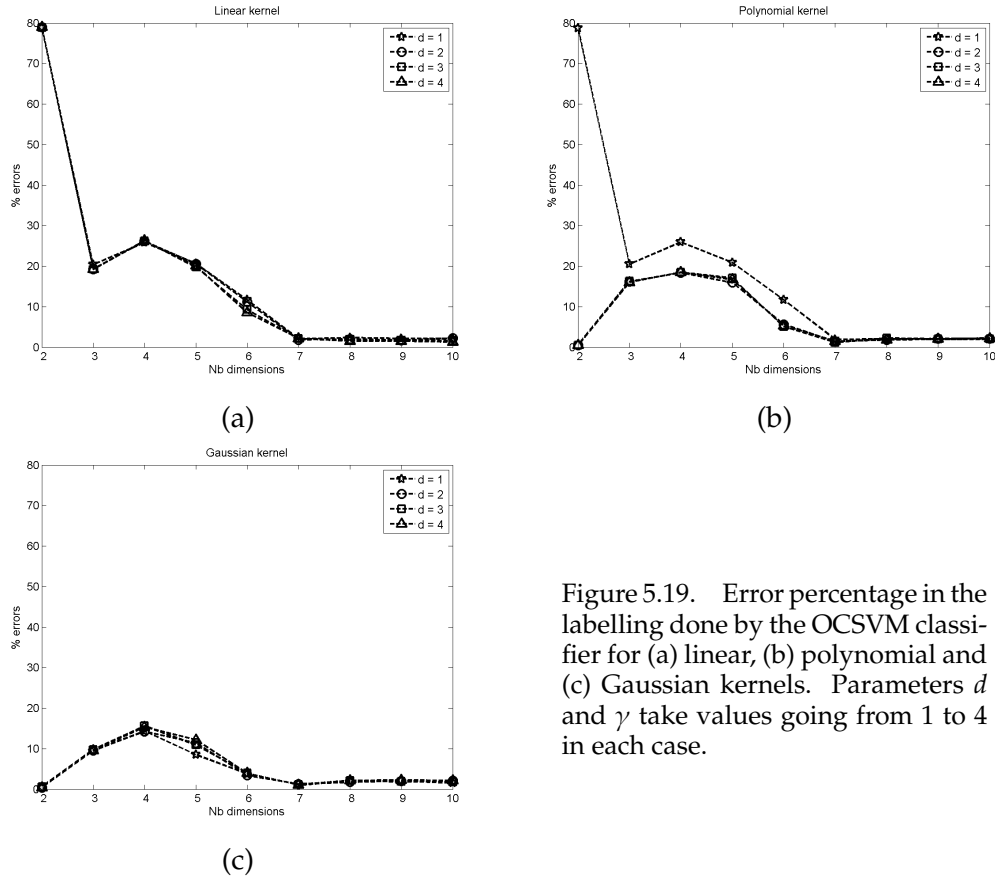 Linear kernel
80
70
60
50
40
30
20
10
0
% errors
2 3 4 5 6 7 8 9 10
Nb dimensions
d = 1
d = 2
d = 3
d = 4
(a)
Polynomial kernel
80
70
60
50
40
30
20
10
0
% errors
2 3 4 5 6 7 8 9 10
Nb dimensions
d = 1
d = 2
d = 3
d = 4
(b)
Gaussian kernel
80
70
60
50
40
30
20
10
0
% errors
2 3 4 5 6 7 8 9 10
Nb dimensions
d = 1
d = 2
d = 3
d = 4
(c)
Figure 5.19. Error percentage in the
labelling done by the OCSVM classi-
fier for (a) linear, (b) polynomial and
(c) Gaussian kernels. Parameters d
and γ take values going from 1 to 4
in each case.